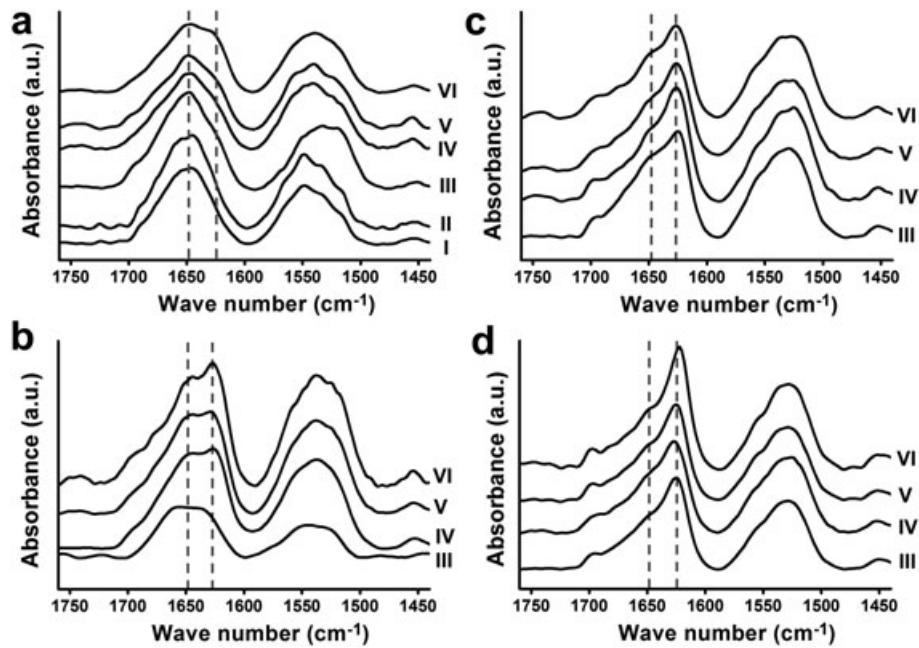 a
Absorbance (a.u.)
VI
V
IV
III
II
I
1750 1700 1650 1600 1550 1500 1450
Wave number (cm-1)
b
Absorbance (a.u.)
VI
V
IV
III
1750 1700 1650 1600 1550 1500 1450
Wave number (cm-1)
c
Absorbance (a.u.)
VI
V
IV
III
1750 1700 1650 1600 1550 1500 1450
Wave number (cm-1)
d
Absorbance (a.u.)
VI
V
IV
III
1750 1700 1650 1600 1550 1500 1450
Wave number (cm-1)